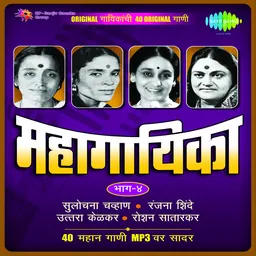 ORIGINAL गायिकांची 40 ORIGINAL गाणी
महागायिका
भाग-४
सुलोचना चव्हाण • रंजना शिंदे
उत्तरा केळकर • रोशन सातारकर
40 महान गाणी MP3 वर सादर